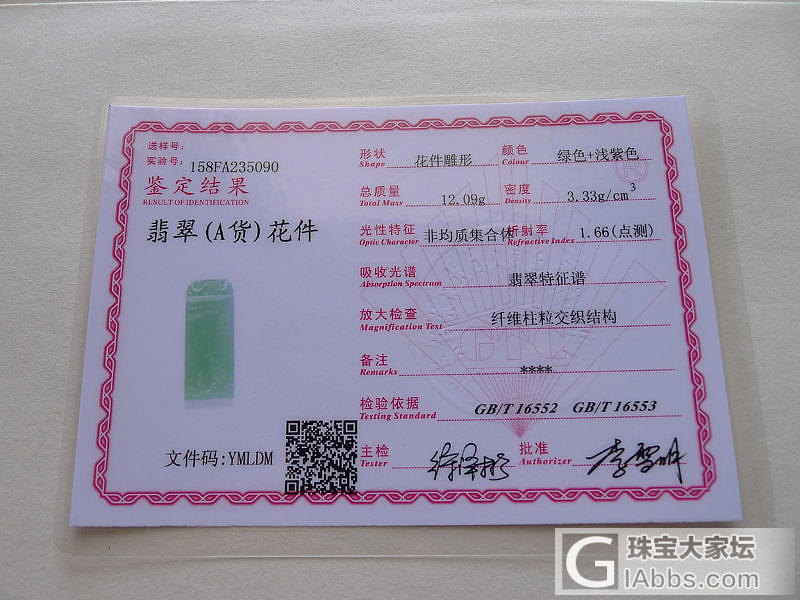 送样号:
实验号: 158FA235090
鉴定结果
RESULT OF IDENTIFICATION
翡翠(A货)花件
文件码:YMLDM
形状 花件雕形 颜色 绿色+浅紫色
Shape Colour
总质量 12.09g 密度 3.33g/cm³
Total Mass Density
光性特征 非均质集合体 折射率 1.66(点测)
Optic Character Refractive Index
吸收光谱 翡翠特征谱
Absorption Spectrum
放大检查 纤维柱粒交织结构
Magnification Test
备注 ****
Remarks
检验依据 GB/T 16552 GB/T 16553
Testing Standard
主检 批准 李雪明
Tester Authorizer
GTC
珠宝大家坛
GIAbbs.com